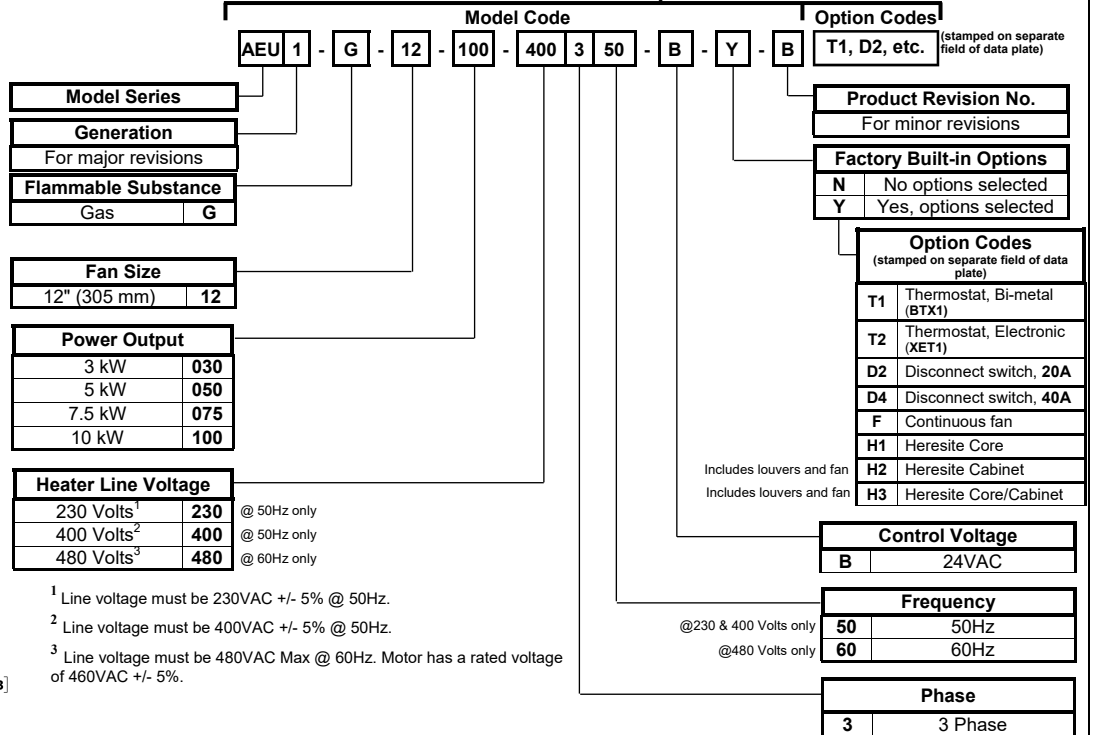 Model Code
Option Codes
AEU 1 - G - 12 - 100 - 400 3 50 - B - Y - B T1, D2, etc.
(stamped on separate field of data plate)
Model Series
Generation
For major revisions
Flammable Substance
Gas G
Fan Size
12" (305 mm) 12
Power Output
3 kW 030
5 kW 050
7.5 kW 075
10 kW 100
Heater Line Voltage
230 Volts1 230 @ 50Hz only
400 Volts2 400 @ 50Hz only
480 Volts3 480 @ 60Hz only
1 Line voltage must be 230VAC +/- 5% @ 50Hz.
2 Line voltage must be 400VAC +/- 5% @ 50Hz.
3 Line voltage must be 480VAC Max @ 60Hz. Motor has a rated voltage
of 460VAC +/- 5%.
Product Revision No.
For minor revisions
Factory Built-in Options
N No options selected
Y Yes, options selected
Option Codes
(stamped on separate field of data
plate)
T1 Thermostat, Bi-metal
(BTX1)
T2 Thermostat, Electronic
(XET1)
D2 Disconnect switch, 20A
D4 Disconnect switch, 40A
F Continuous fan
H1 Heresite Core
Includes louvers and fan H2 Heresite Cabinet
Includes louvers and fan H3 Heresite Core/Cabinet
Control Voltage
B 24VAC
Frequency
@230 & 400 Volts only 50 50Hz
@480 Volts only 60 60Hz
Phase
3 3 Phase